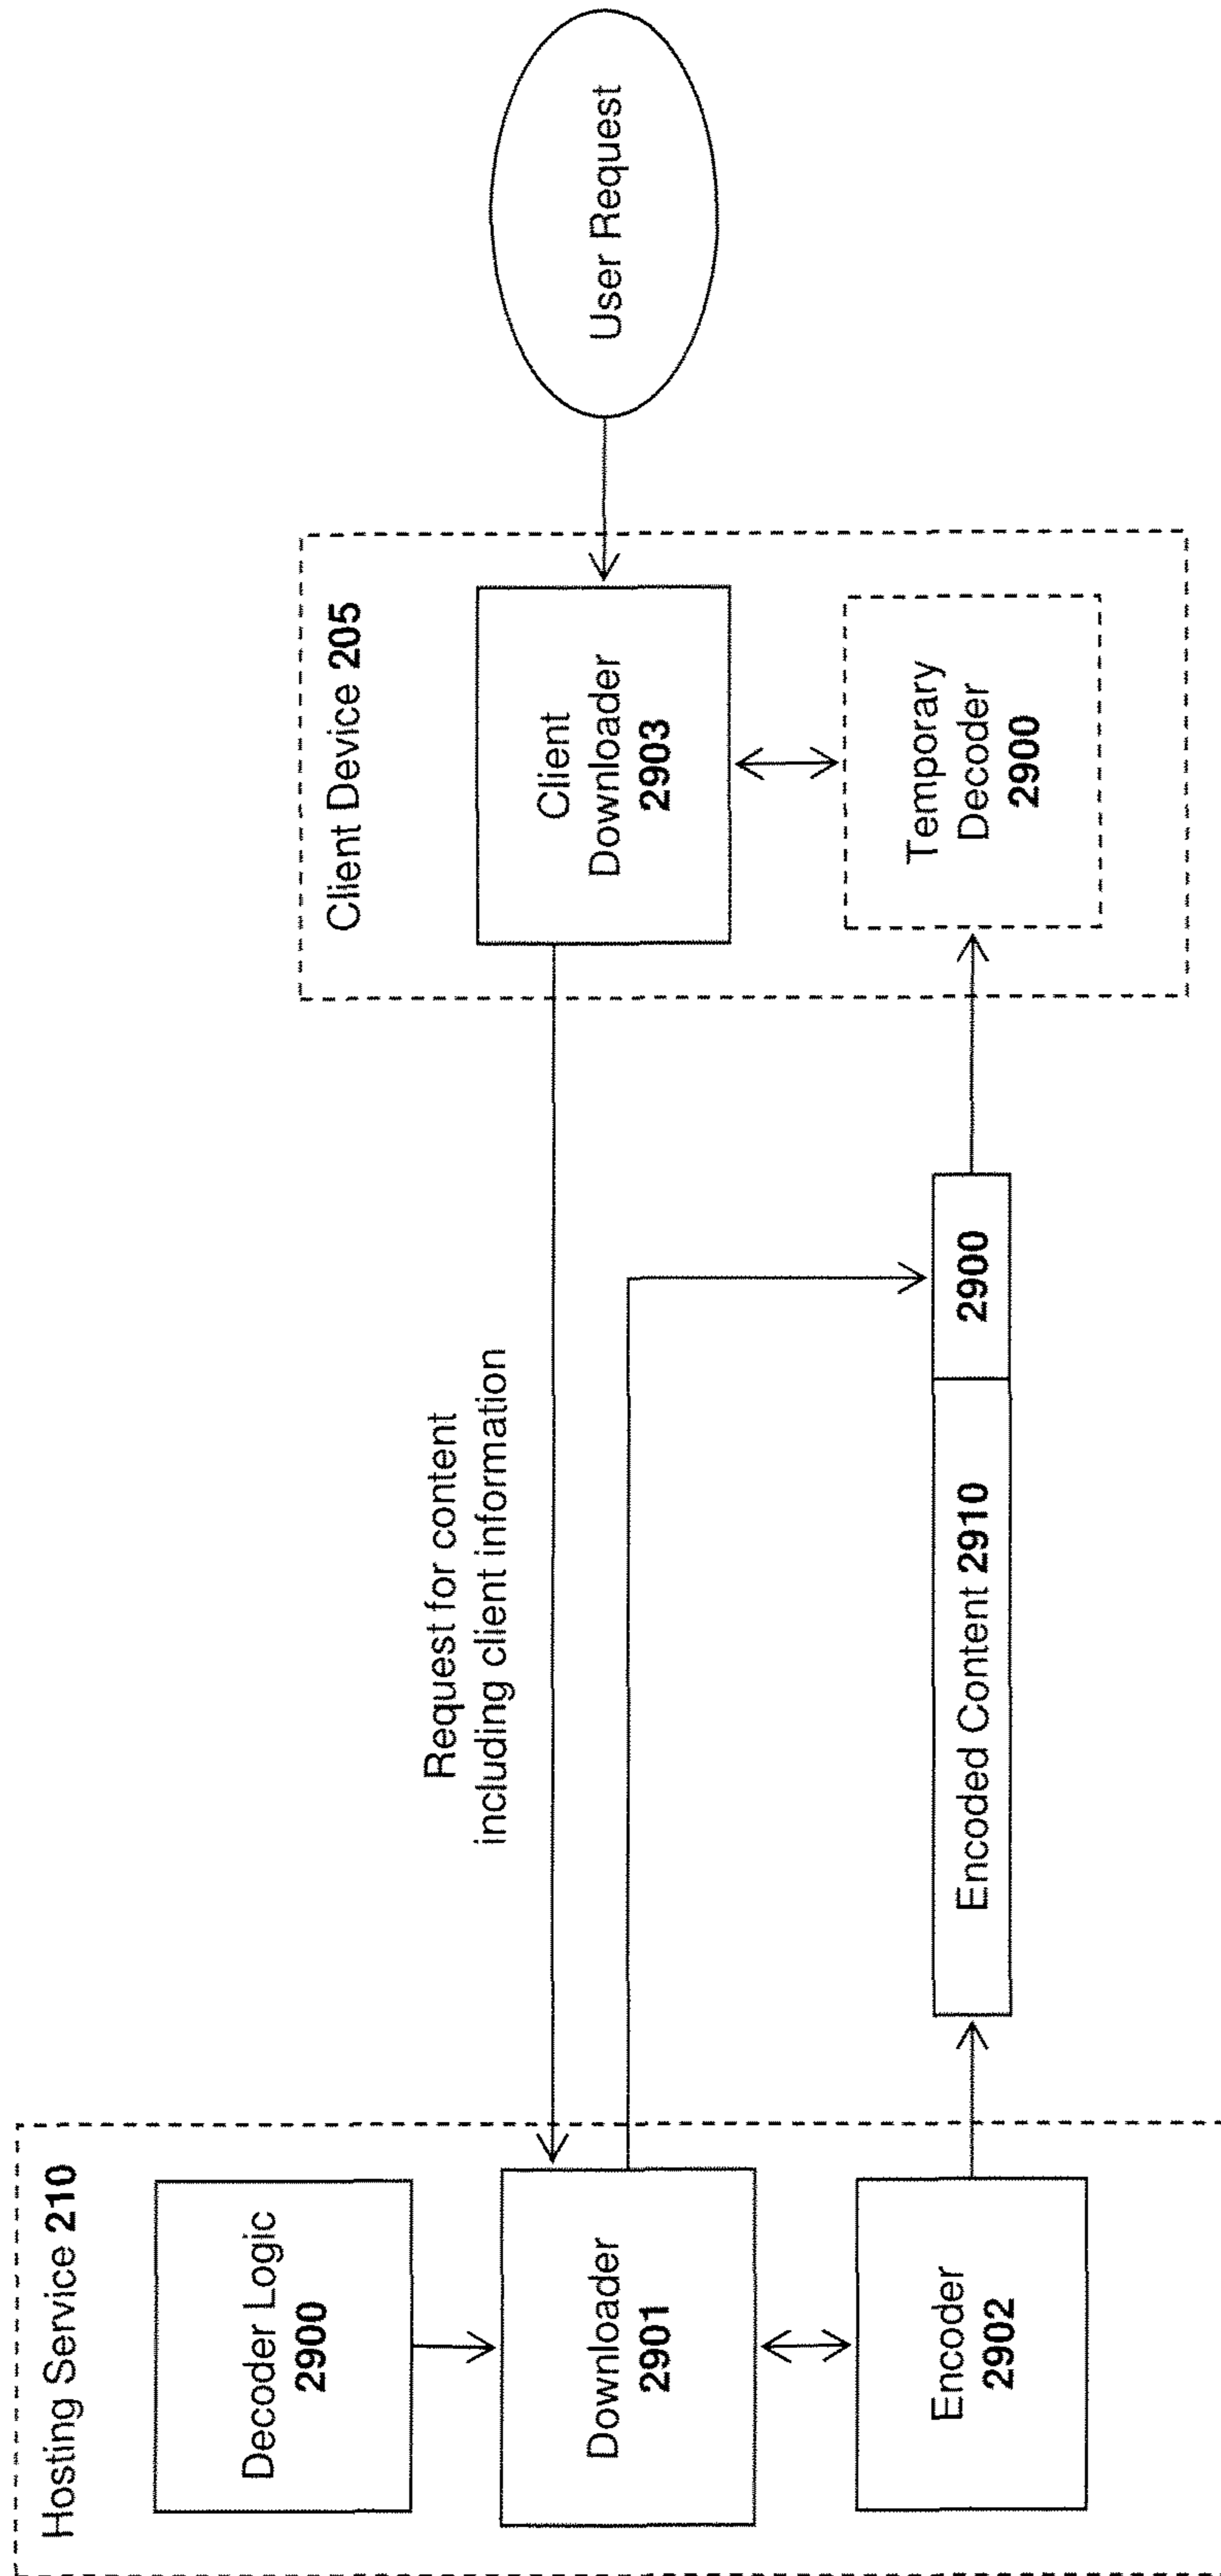 Hosting Service 210
Decoder Logic
2900
Downloader
2901
Encoder
2902
Request for content
including client information
Encoded Content 2910
2900
Client Device 205
Client
Downloader
2903
Temporary
Decoder
2900
User Request